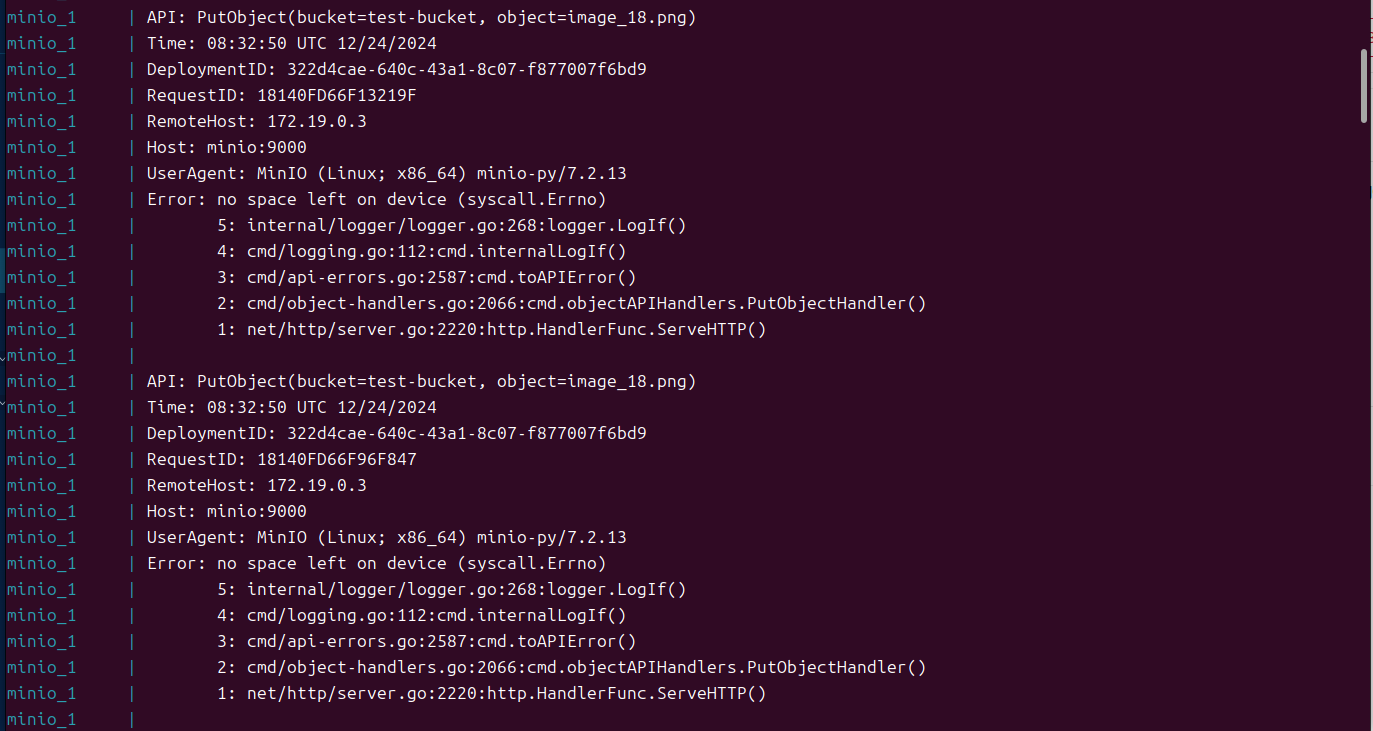 minio_1 | API: PutObject(bucket=test-bucket, object=image_18.png)
minio_1 | Time: 08:32:50 UTC 12/24/2024
minio_1 | DeploymentID: 322d4cae-640c-43a1-8c07-f877007f6bd9
minio_1 | RequestID: 18140FD66F13219F
minio_1 | RemoteHost: 172.19.0.3
minio_1 | Host: minio:9000
minio_1 | UserAgent: MinIO (Linux; x86_64) minio-py/7.2.13
minio_1 | Error: no space left on device (syscall.Errno)
minio_1 | 5: internal/logger/logger.go:268:logger.LogIf()
minio_1 | 4: cmd/logging.go:112:cmd.internalLogIf()
minio_1 | 3: cmd/api-errors.go:2587:cmd.toAPIError()
minio_1 | 2: cmd/object-handlers.go:2066:cmd.objectAPIHandlers.PutObjectHandler()
minio_1 | 1: net/http/server.go:2220:http.HandlerFunc.ServeHTTP()
minio_1 |
minio_1 | API: PutObject(bucket=test-bucket, object=image_18.png)
minio_1 | Time: 08:32:50 UTC 12/24/2024
minio_1 | DeploymentID: 322d4cae-640c-43a1-8c07-f877007f6bd9
minio_1 | RequestID: 18140FD66F96F847
minio_1 | RemoteHost: 172.19.0.3
minio_1 | Host: minio:9000
minio_1 | UserAgent: MinIO (Linux; x86_64) minio-py/7.2.13
minio_1 | Error: no space left on device (syscall.Errno)
minio_1 | 5: internal/logger/logger.go:268:logger.LogIf()
minio_1 | 4: cmd/logging.go:112:cmd.internalLogIf()
minio_1 | 3: cmd/api-errors.go:2587:cmd.toAPIError()
minio_1 | 2: cmd/object-handlers.go:2066:cmd.objectAPIHandlers.PutObjectHandler()
minio_1 | 1: net/http/server.go:2220:http.HandlerFunc.ServeHTTP()
minio_1 |